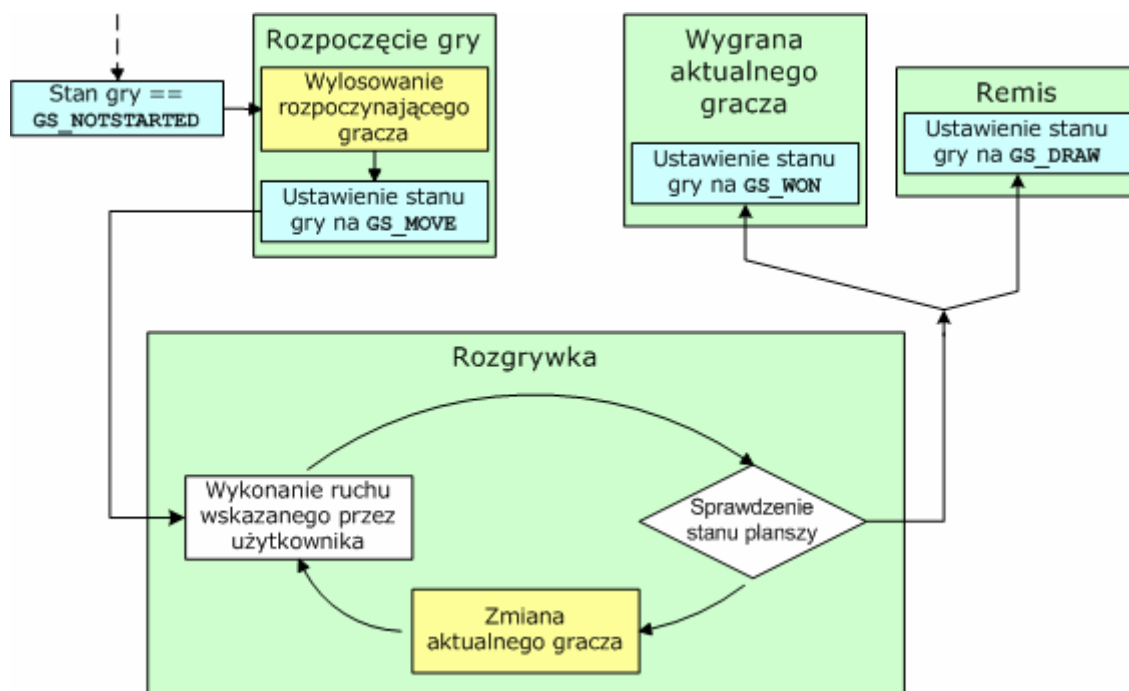 Stan gry ==
GS_NOTSTARTED
Rozpoczęcie gry
Wylosowanie
rozpoczynającego
gracza
Ustawienie stanu
gry na GS_MOVE
Wygrana
aktualnego
gracza
Ustawienie stanu
gry na GS_WON
Remis
Ustawienie stanu
gry na GS_DRAW
Rozgrywka
Wykonanie ruchu
wskazanego przez
użytkownika
Sprawdzenie
stanu planszy
Zmiana
aktualnego gracza